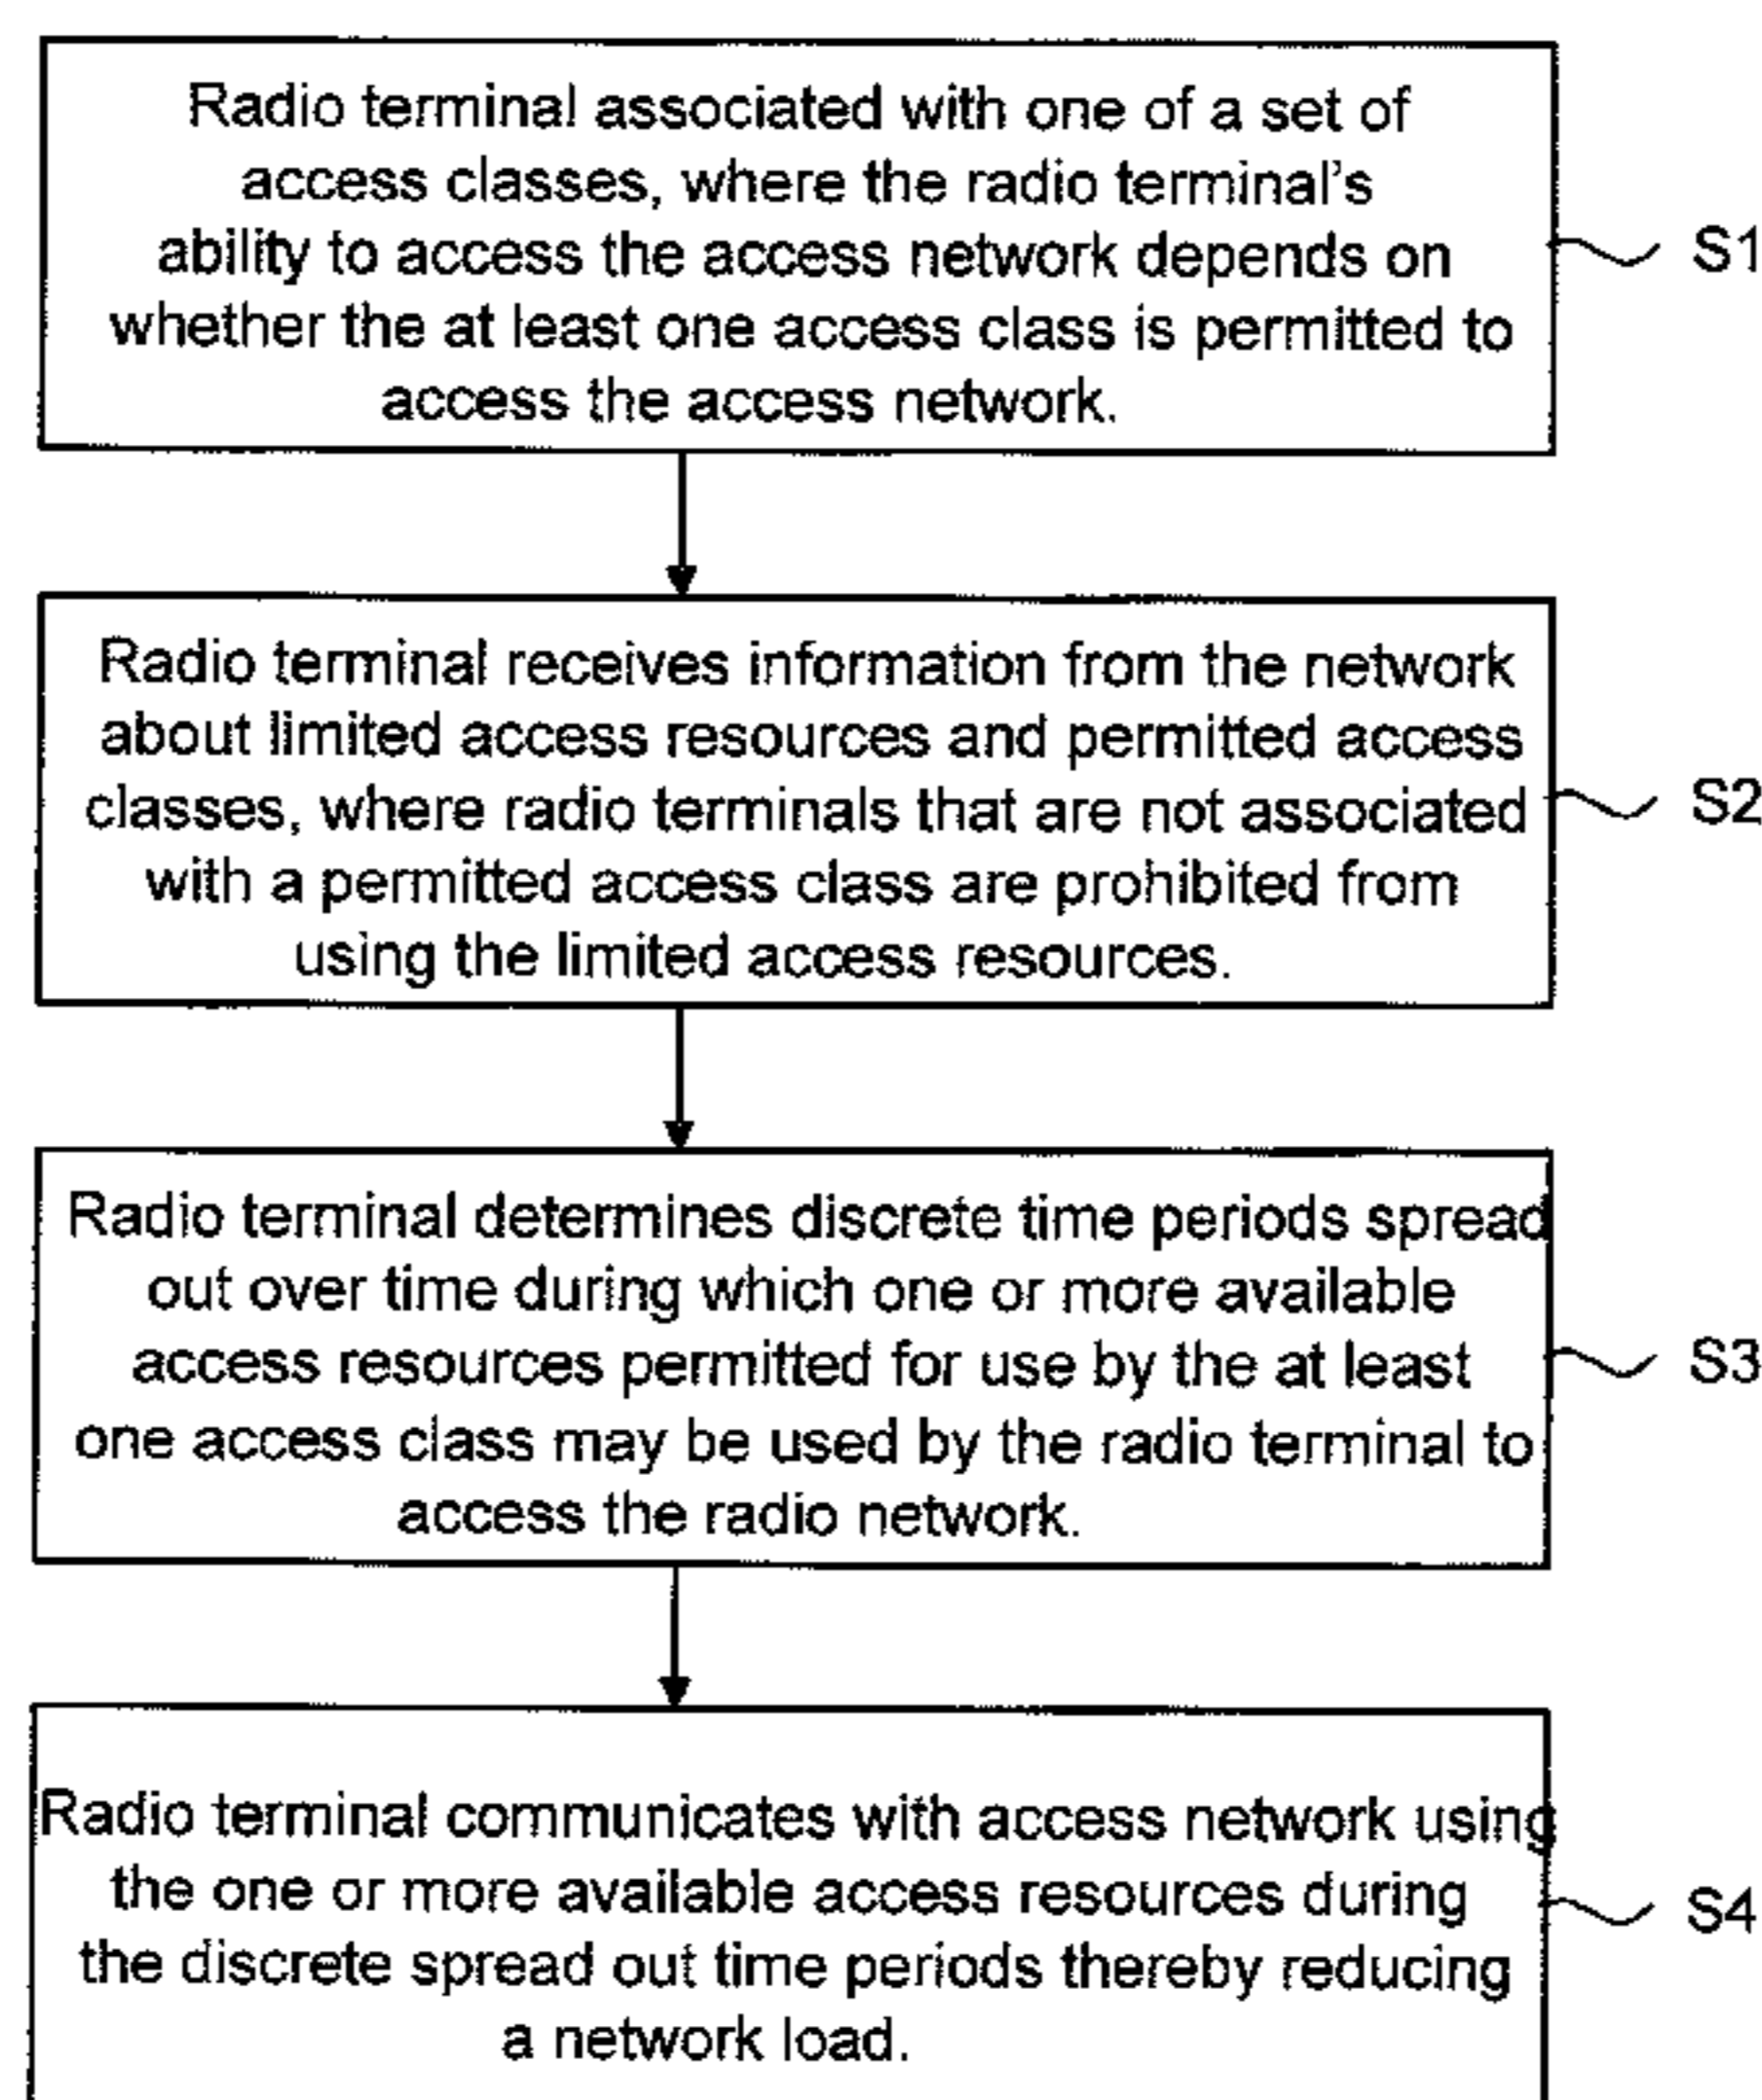 Radio terminal associated with one of a set of
access classes, where the radio terminal's
ability to access the access network depends on
whether the at least one access class is permitted to
access the access network.
S1
Radio terminal receives information from the network
about limited access resources and permitted access
classes, where radio terminals that are not associated
with a permitted access class are prohibited from
using the limited access resources.
S2
Radio terminal determines discrete time periods spread
out over time during which one or more available
access resources permitted for use by the at least
one access class may be used by the radio terminal to
access the radio network.
S3
Radio terminal communicates with access network using
the one or more available access resources during
the discrete spread out time periods thereby reducing
a network load.
S4